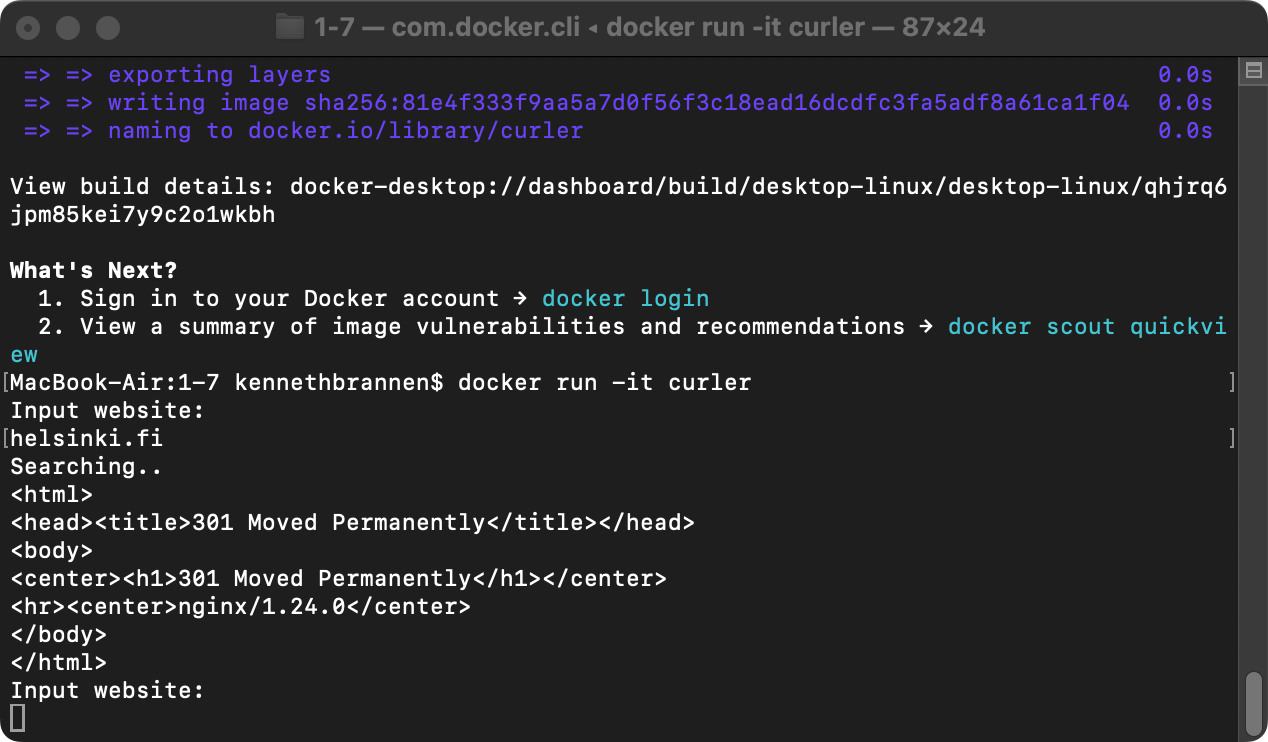 1-7 — com.docker.cli ◂ docker run -it curler — 87×24
=> => exporting layers 0.0s
=> => writing image sha256:81e4f333f9aa5a7d0f56f3c18ead16dcdfc3fa5adf8a61ca1f04 0.0s
=> => naming to docker.io/library/curler 0.0s
View build details: docker-desktop://dashboard/build/desktop-linux/desktop-linux/qhjrq6
jpm85kei7y9c2o1wkbh
What's Next?
1. Sign in to your Docker account → docker login
2. View a summary of image vulnerabilities and recommendations → docker scout quickvi
ew
[MacBook-Air:1-7 kennethbrannen$ docker run -it curler ]
Input website:
[helsinki.fi ]
Searching..
<html>
<head><title>301 Moved Permanently</title></head>
<body>
<center><h1>301 Moved Permanently</h1></center>
<hr><center>nginx/1.24.0</center>
</body>
</html>
Input website: